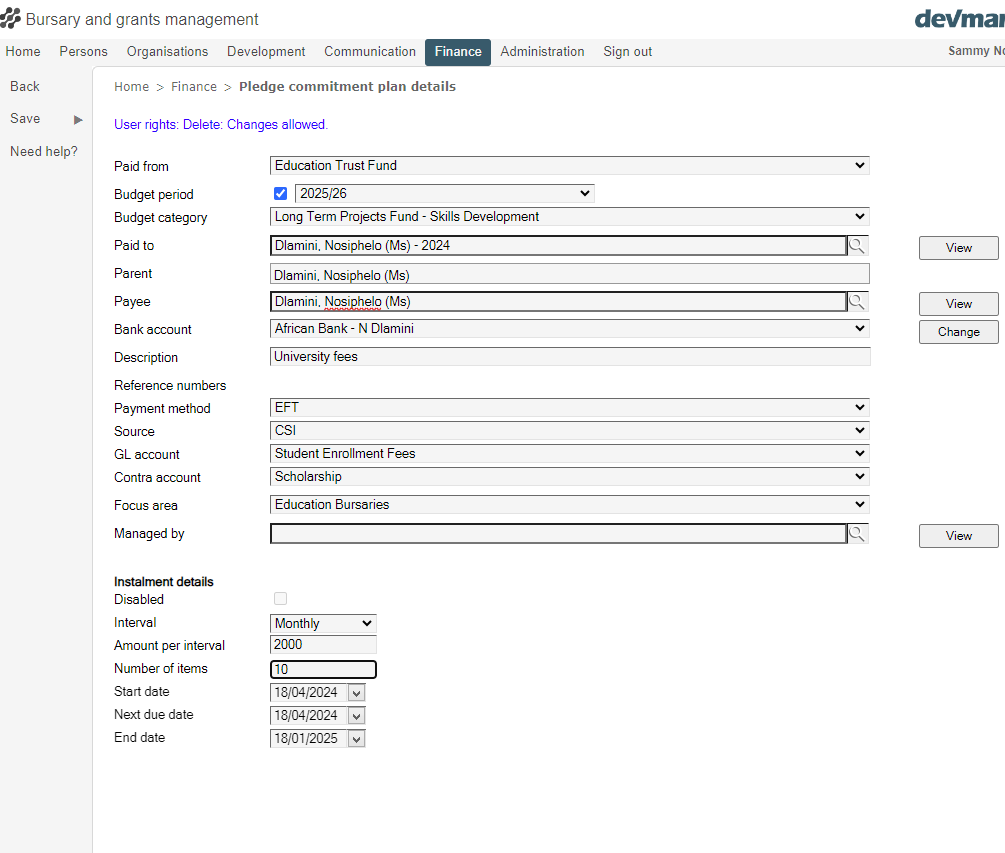 Bursary and grants management
devman
Home Persons Organisations Development Communication Finance Administration Sign out Sammy No
Back
Save
Need help?
Home > Finance > Pledge commitment plan details
User rights: Delete: Changes allowed.
Paid from Education Trust Fund
Budget period 2025/26
Budget category Long Term Projects Fund - Skills Development
Paid to Dlamini, Nosiphelo (Ms) - 2024 View
Parent Dlamini, Nosiphelo (Ms)
Payee Dlamini, Nosiphelo (Ms) View
Bank account African Bank - N Dlamini Change
Description University fees
Reference numbers
Payment method EFT
Source CSI
GL account Student Enrollment Fees
Contra account Scholarship
Focus area Education Bursaries
Managed by View
Instalment details
Disabled
Interval Monthly
Amount per interval 2000
Number of items 10
Start date 18/04/2024
Next due date 18/04/2024
End date 18/01/2025